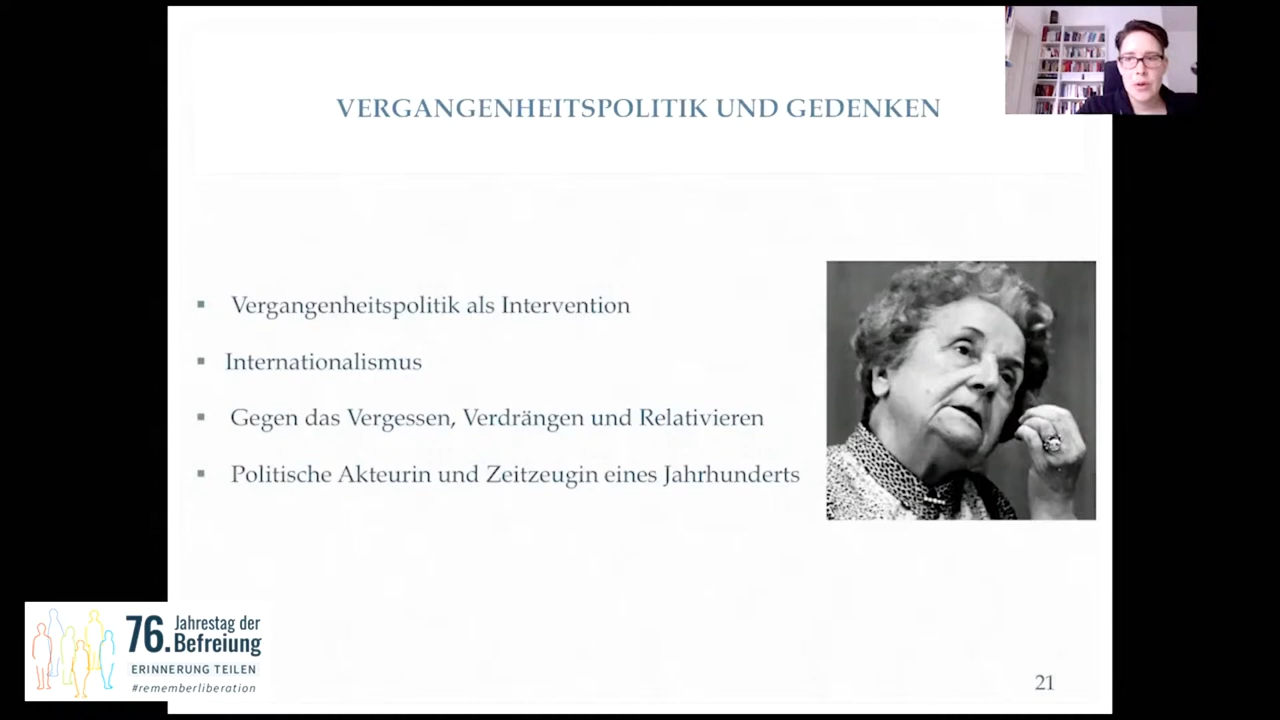 VERGANGENHEITSPOLITIK UND GEDENKEN
▪ Vergangenheitspolitik als Intervention
▪ Internationalismus
▪ Gegen das Vergessen, Verdrängen und Relativieren
▪ Politische Akteurin und Zeitzeugin eines Jahrhunderts
76. Jahrestag der
Befreiung
ERINNERUNG TEILEN
#rememberliberation
21